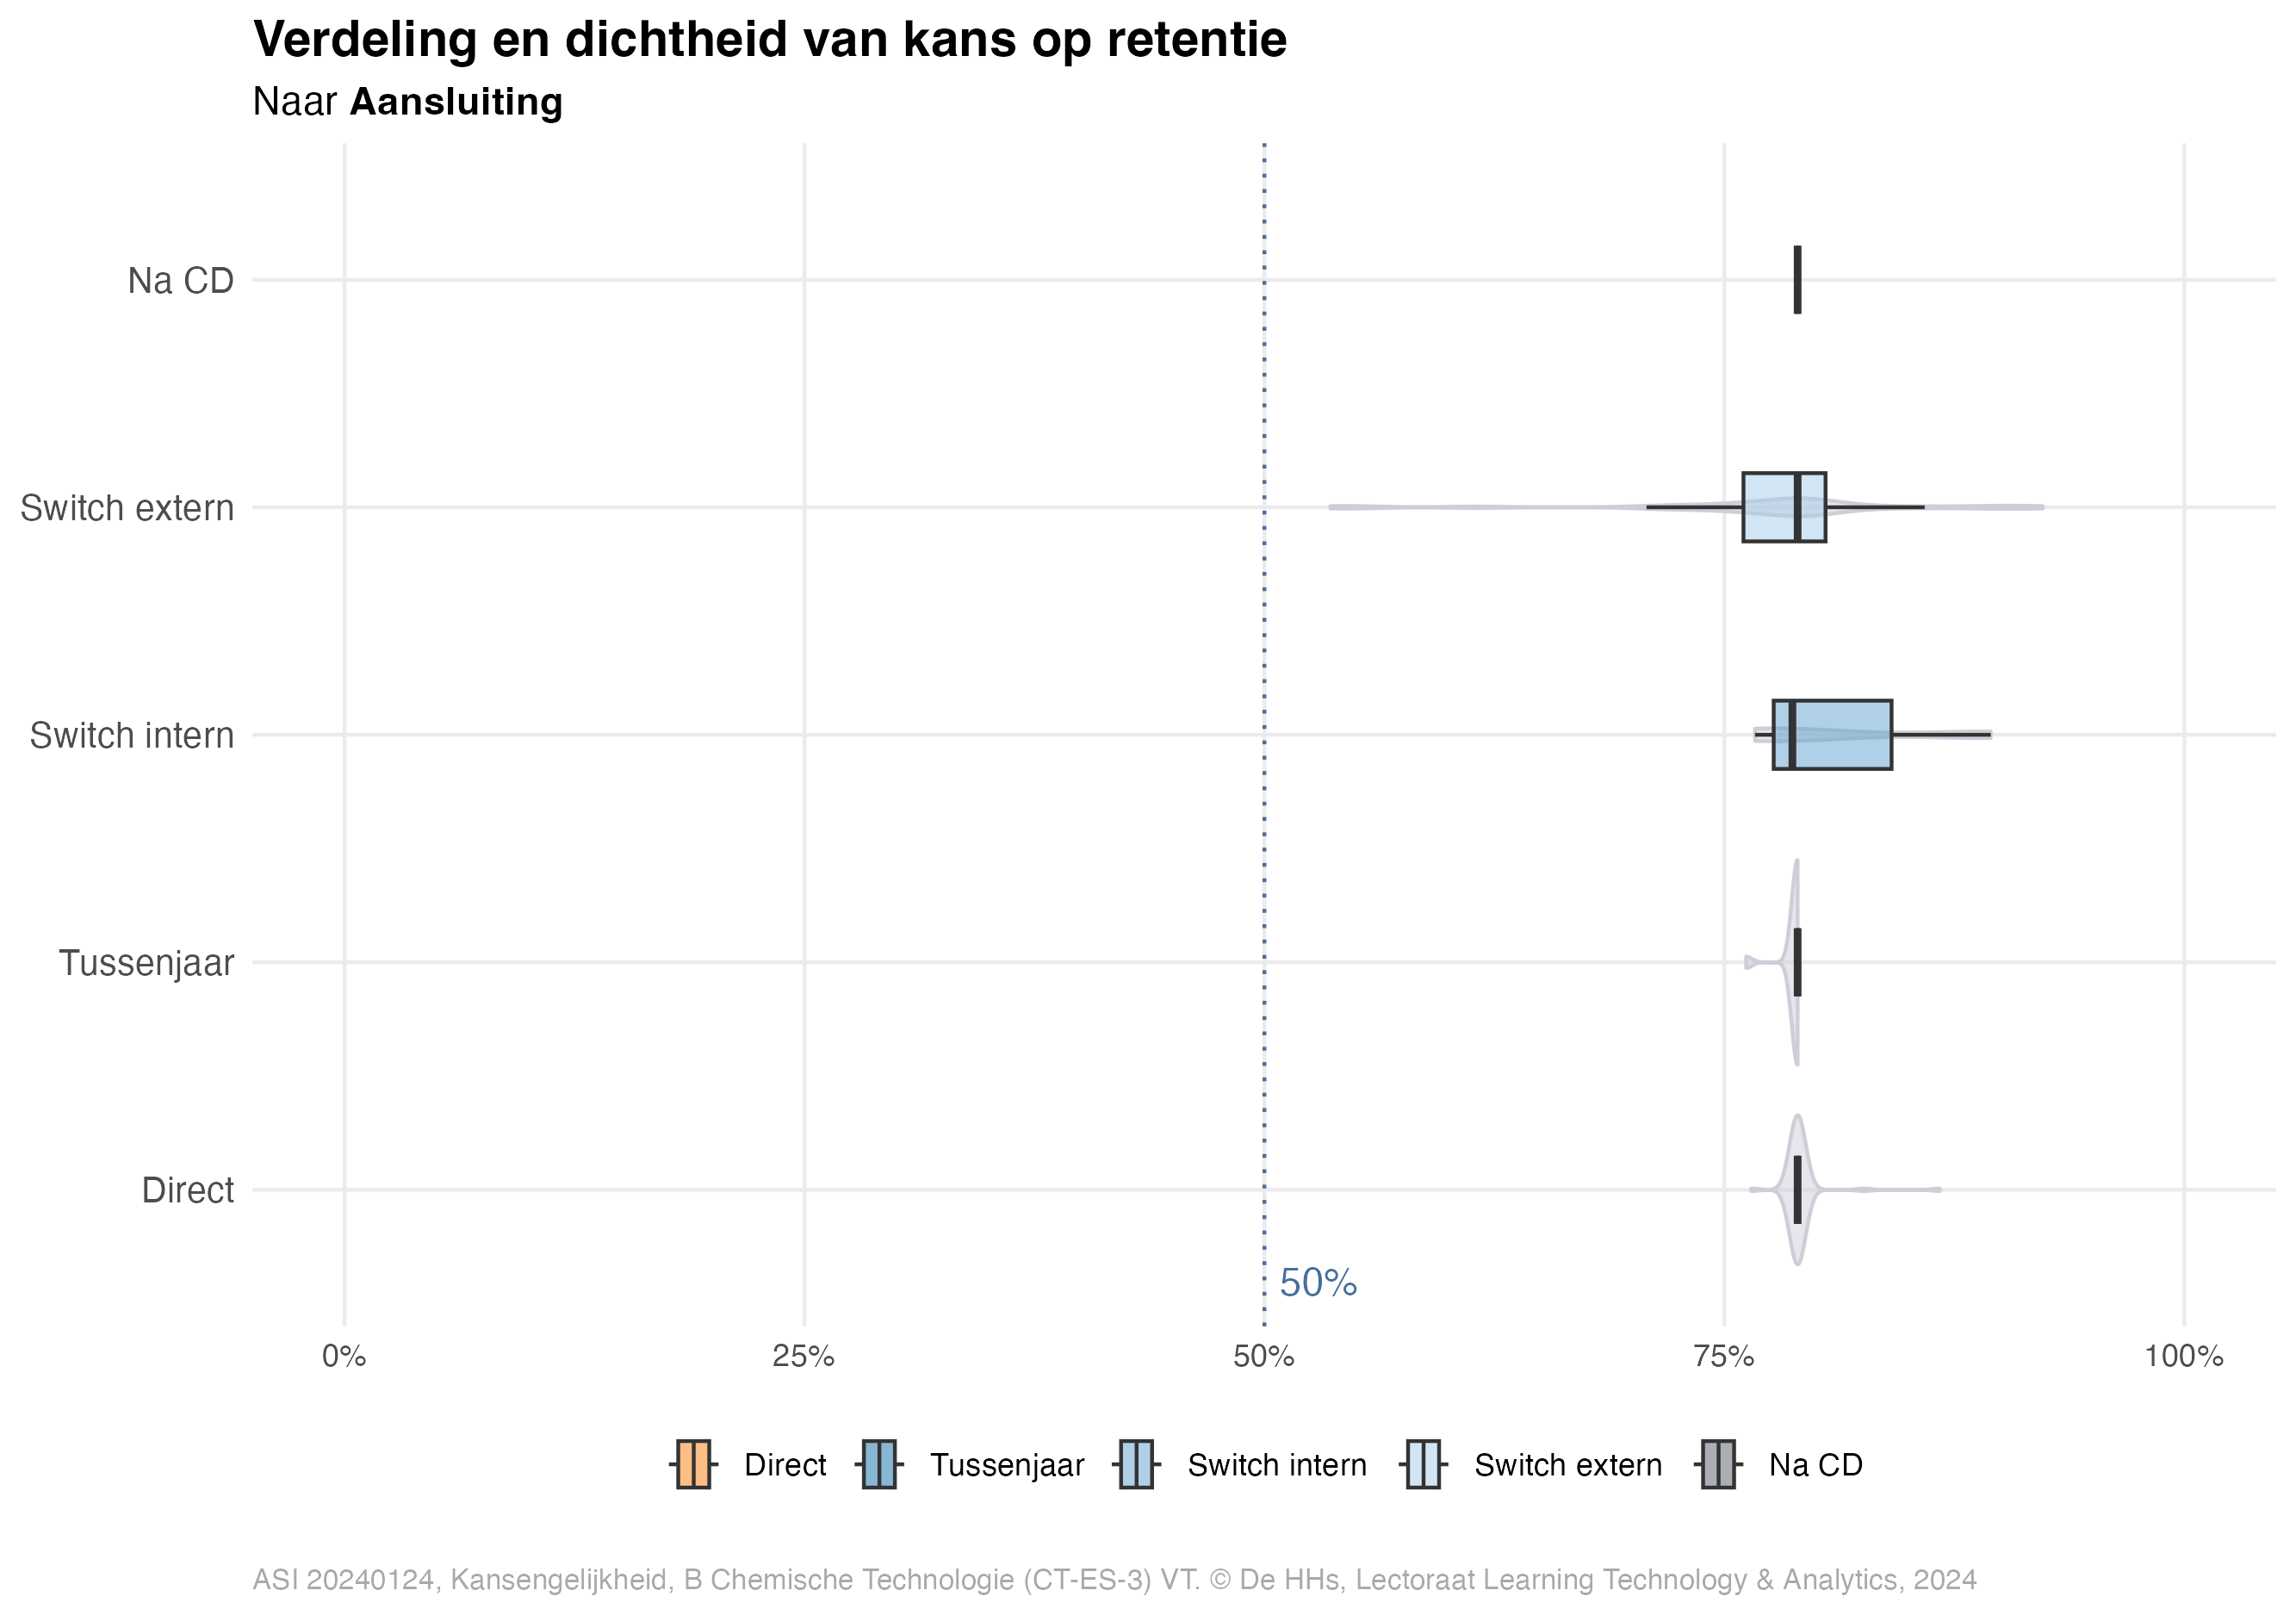 Verdeling en dichtheid van kans op retentie
Naar Aansluiting
Na CD
Switch extern
Switch intern
Tussenjaar
Direct
50%
0% 25% 50% 75% 100%
Direct Tussenjaar Switch intern Switch extern Na CD
ASI 20240124, Kansengelijkheid, B Chemische Technologie (CT-ES-3) VT. © De HHs, Lectoraat Learning Technology & Analytics, 2024